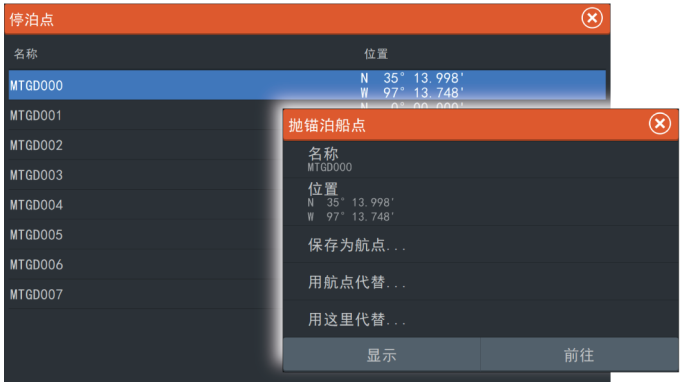 停泊点
名称 位置
MTGD000 N 35° 13.998'
W 97° 13.748'
MTGD001
MTGD002
MTGD003
MTGD004
MTGD005
MTGD006
MTGD007
抛锚泊船点
名称
MTGD000
位置
N 35° 13.998'
W 97° 13.748'
保存为航点...
用航点代替...
用这里代替...
显示 前往